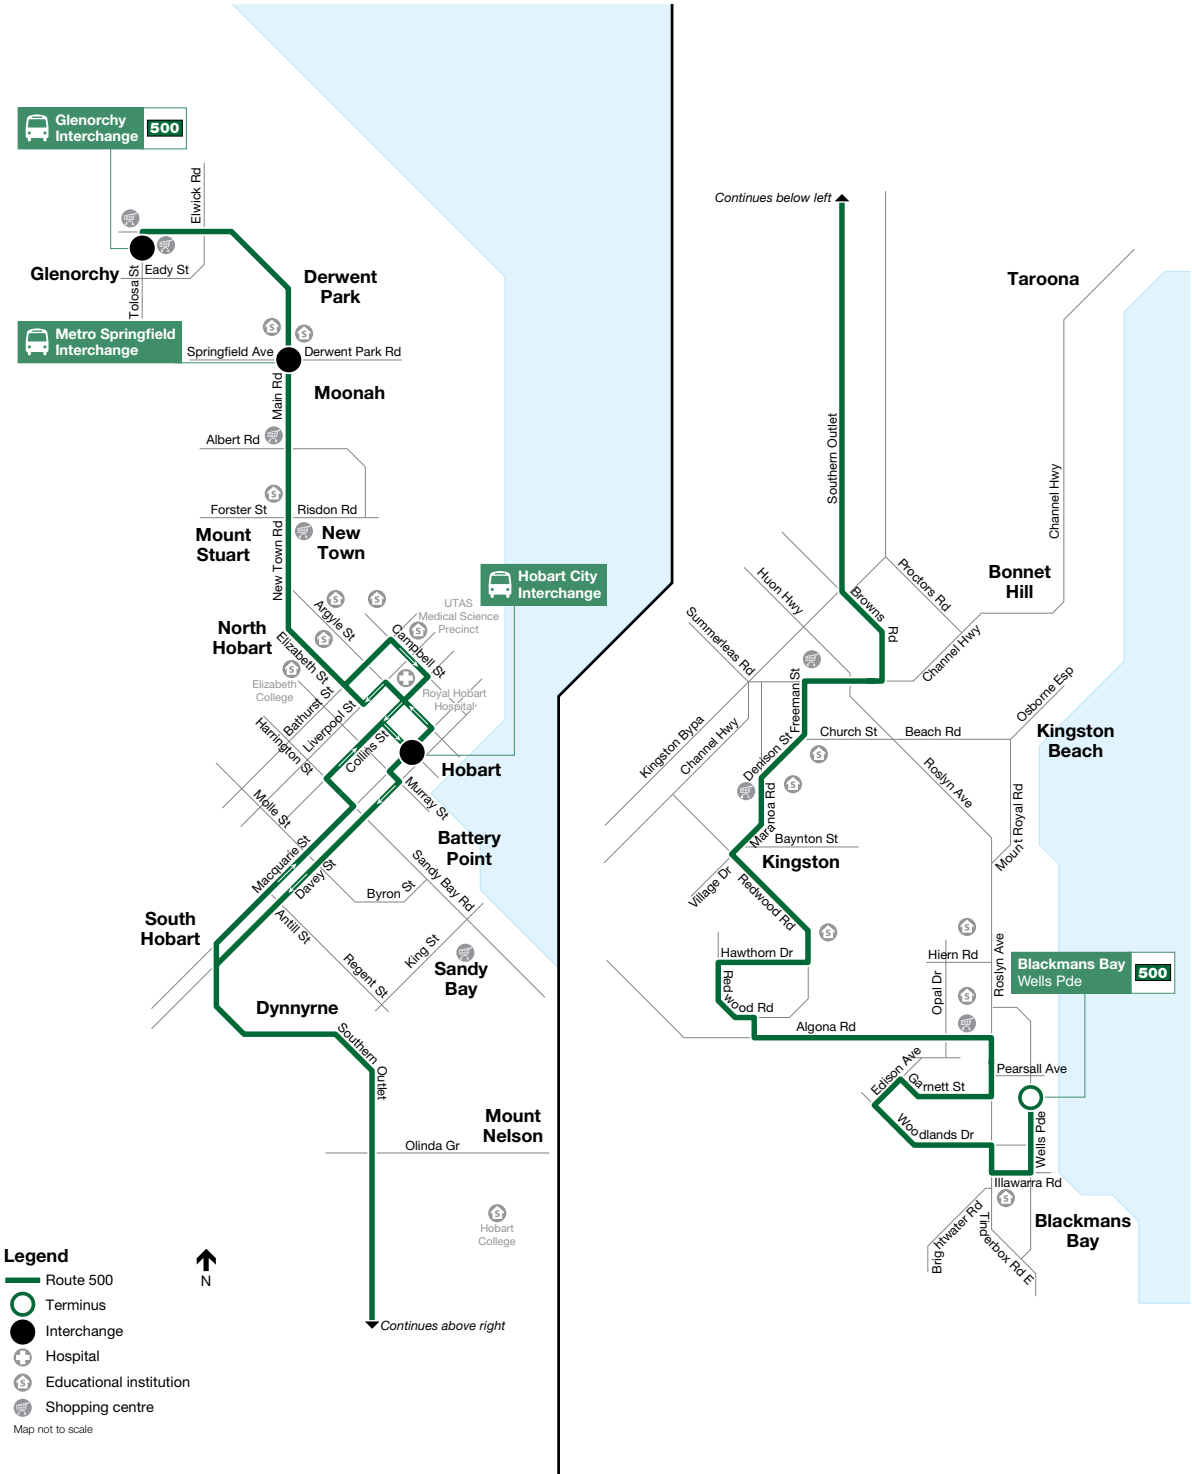 Glenorchy
Interchange
500
Elwick Rd
Glenorchy
Tolosa St
Eady St
Derwent
Park
Metro Springfield
Interchange
Springfield Ave
Derwent Park Rd
Main Rd
Moonah
Albert Rd
Forster St
Risdon Rd
Mount
Stuart
New Town Rd
New
Town
Hobart City
Interchange
North
Hobart
Argyle St
UTAS
Medical Science
Precinct
Campbell St
Elizabeth St
Elizabeth
College
Royal Hobart
Hospital
Bathurst St
Liverpool St
Harrington St
Collins St
Hobart
Molle St
Murray St
Battery
Point
Macquarie St
Davey St
Sandy Bay Rd
Byron St
South
Hobart
Antill St
Regent St
King St
Sandy
Bay
Dynnyrne
Southern
Outlet
Mount
Nelson
Olinda Gr
Hobart
College
Continues above right
Legend
N
Route 500
Terminus
Interchange
Hospital
Educational institution
Shopping centre
Map not to scale
Continues below left
Taroona
Southern Outlet
Channel Hwy
Bonnet
Hill
Proctors Rd
Huon Hwy
Browns
Rd
Summerleas Rd
Channel Hwy
Freeman St
Osborne Esp
Kingston
Beach
Kingston Bypa
Channel Hwy
Church St
Beach Rd
Denison St
Roslyn Ave
Maranoa Rd
Mount Royal Rd
Baynton St
Kingston
Village Dr
Redwood Rd
Hawthorn Dr
Hiern Rd
Roslyn Ave
Blackmans Bay
Wells Pde
500
Redwood Rd
Opal Dr
Algona Rd
Edison Ave
Pearsall Ave
Garnett St
Woodlands Dr
Wells Pde
Illawarra Rd
Brightwater Rd
Tinderbox Rd E
Blackmans
Bay